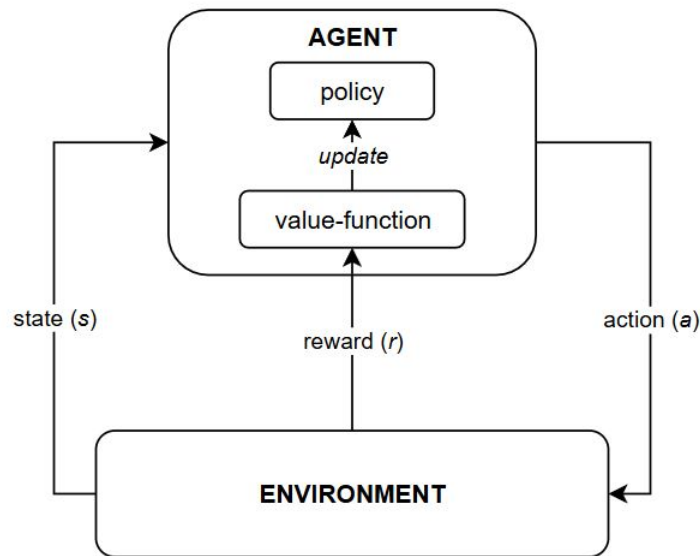 AGENT
policy
update
value-function
state (s)
reward (r)
action (a)
ENVIRONMENT